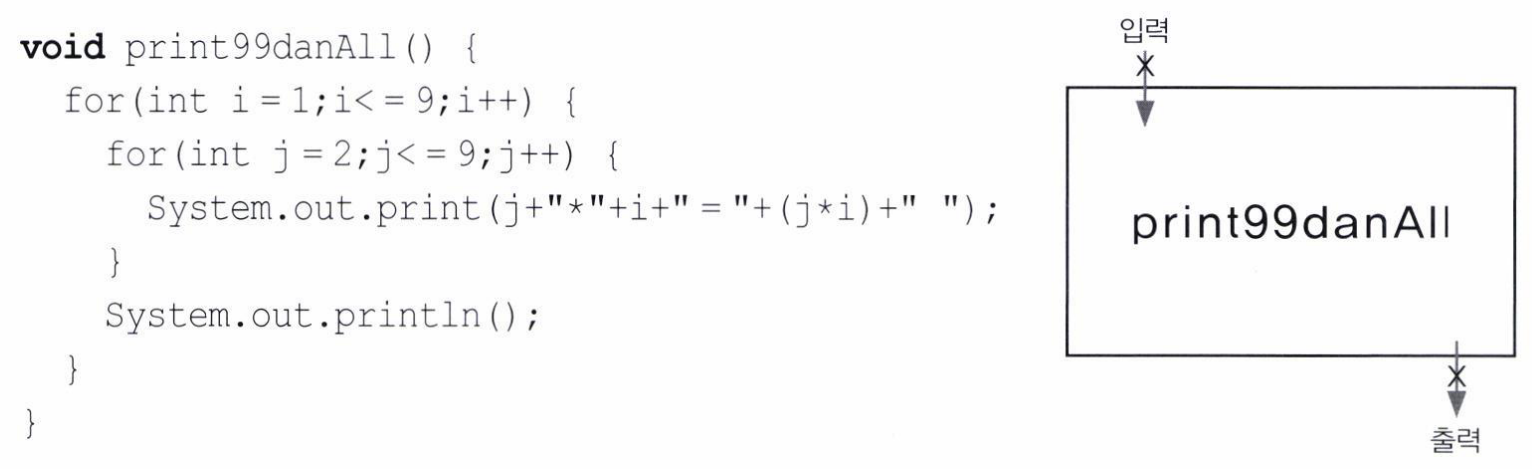 void print99danAll() {
for(int i = 1;i< = 9;i++) {
for(int j = 2;j< = 9;j++) {
System.out.print(j+"*"+i+" = "+(j*i)+" ");
}
System.out.println();
}
}
입력
print99danAll
출력